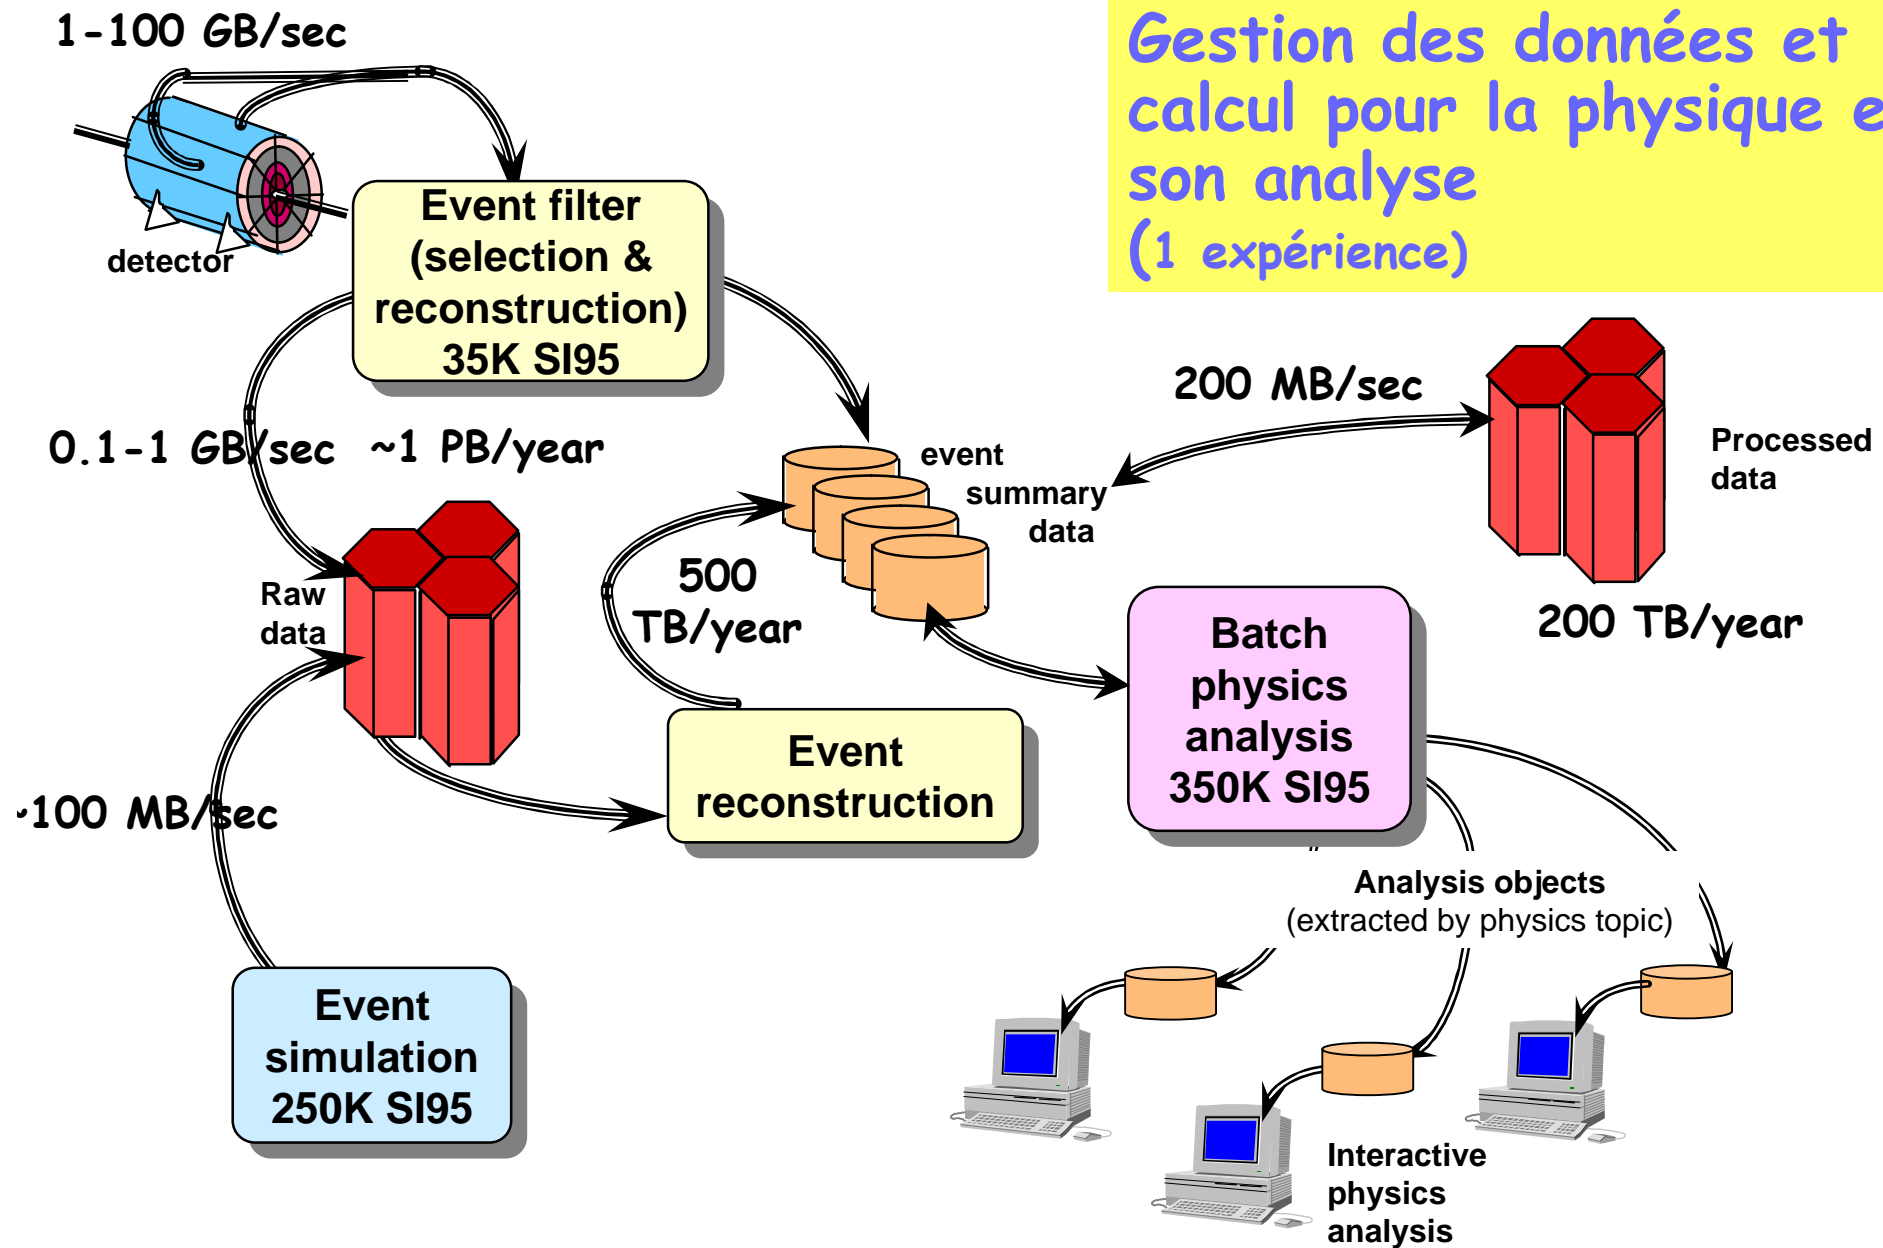 1-100 GB/sec
Gestion des données et
calcul pour la physique e
son analyse
(1 expérience)
detector
Event filter
(selection &
reconstruction)
35K SI95
200 MB/sec
0.1-1 GB/sec ~1 PB/year
event
summary
data
Processed
data
Raw
data
500
TB/year
200 TB/year
Batch
physics
analysis
350K SI95
Event
reconstruction
~100 MB/sec
Analysis objects
(extracted by physics topic)
Event
simulation
250K SI95
Interactive
physics
analysis